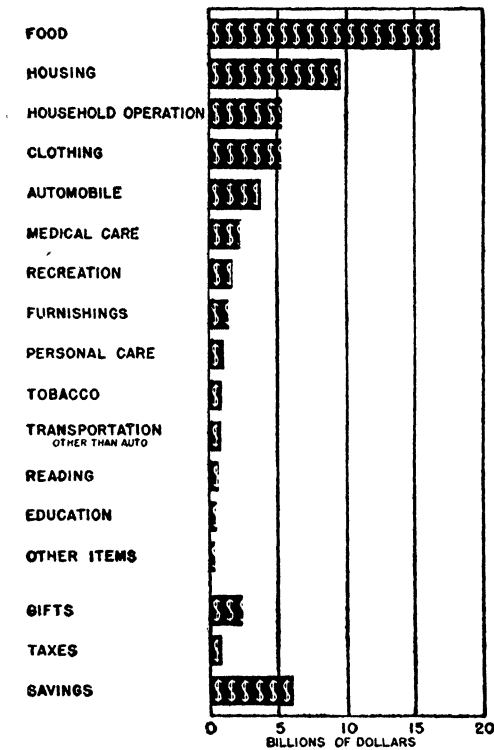 FOOD
HOUSING
HOUSEHOLD OPERATION
CLOTHING
AUTOMOBILE
MEDICAL CARE
RECREATION
FURNISHINGS
PERSONAL CARE
TOBACCO
TRANSPORTATION
OTHER THAN AUTO
READING
EDUCATION
OTHER ITEMS
GIFTS
TAXES
SAVINGS
0 5 10 15 20
BILLIONS OF DOLLARS